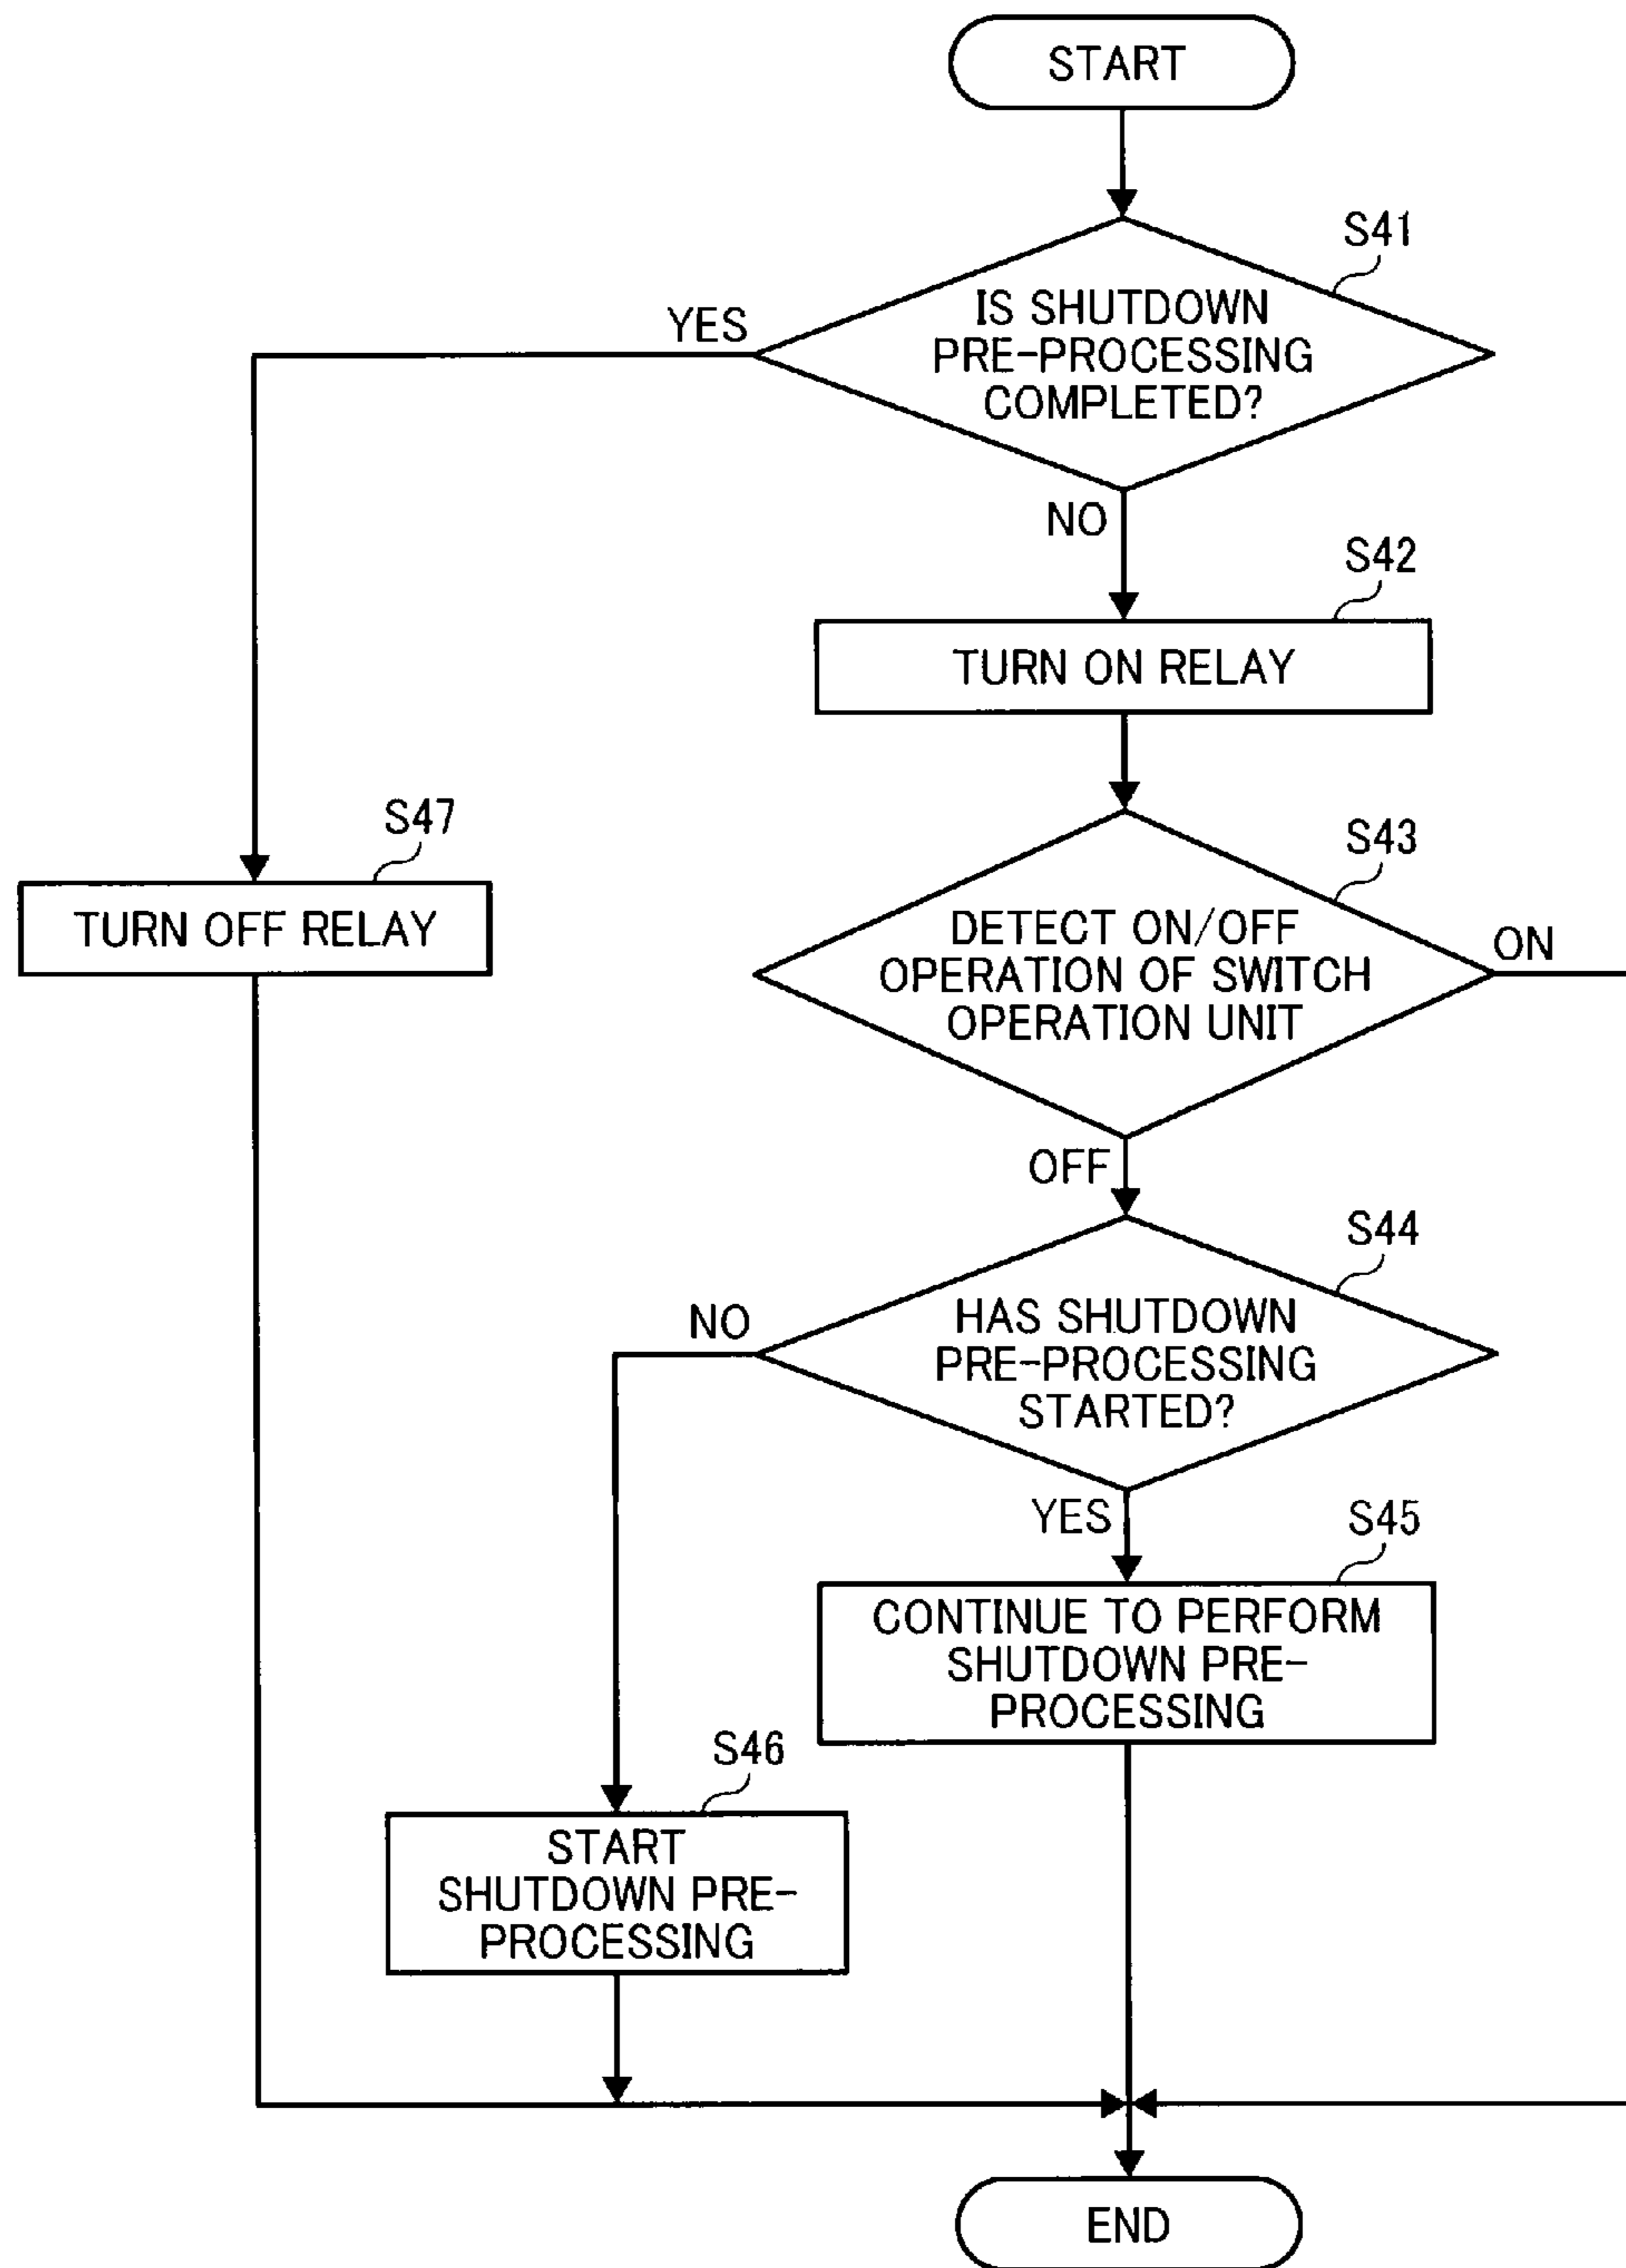 START
S41
IS SHUTDOWN
PRE-PROCESSING
COMPLETED?
YES
NO
S42
TURN ON RELAY
S47
TURN OFF RELAY
S43
DETECT ON/OFF
OPERATION OF SWITCH
OPERATION UNIT
ON
OFF
S44
HAS SHUTDOWN
PRE-PROCESSING
STARTED?
NO
YES
S45
CONTINUE TO PERFORM
SHUTDOWN PRE-
PROCESSING
S46
START
SHUTDOWN PRE-
PROCESSING
END